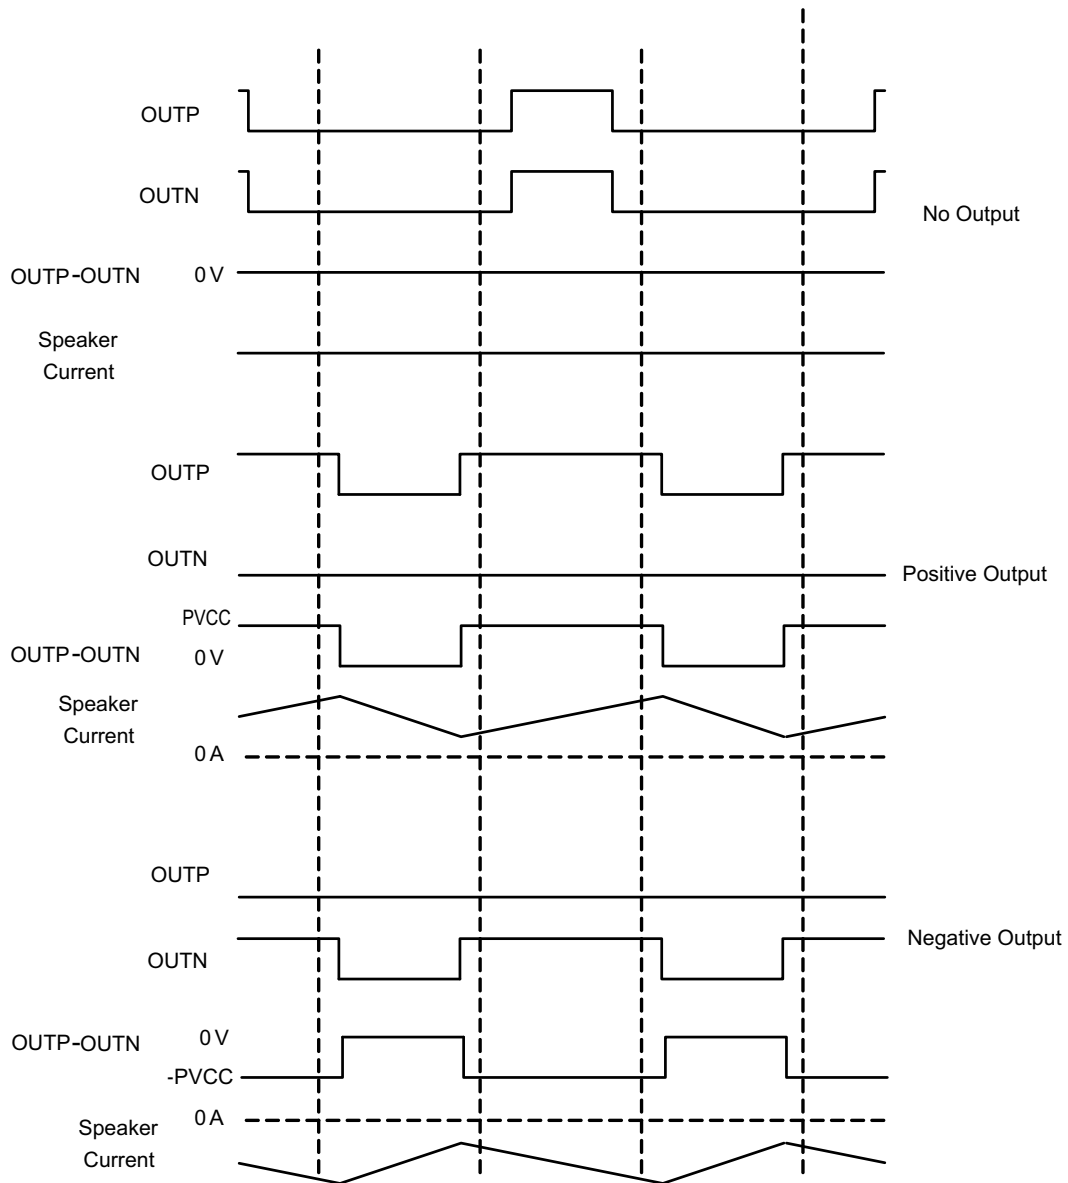 OUTP
OUTN
No Output
OUTP-OUTN 0 V
Speaker
Current
OUTP
OUTN
Positive Output
PVCC
OUTP-OUTN 0 V
Speaker
Current
0 A
OUTP
Negative Output
OUTN
OUTP-OUTN 0 V
-PVCC
0 A
Speaker
Current